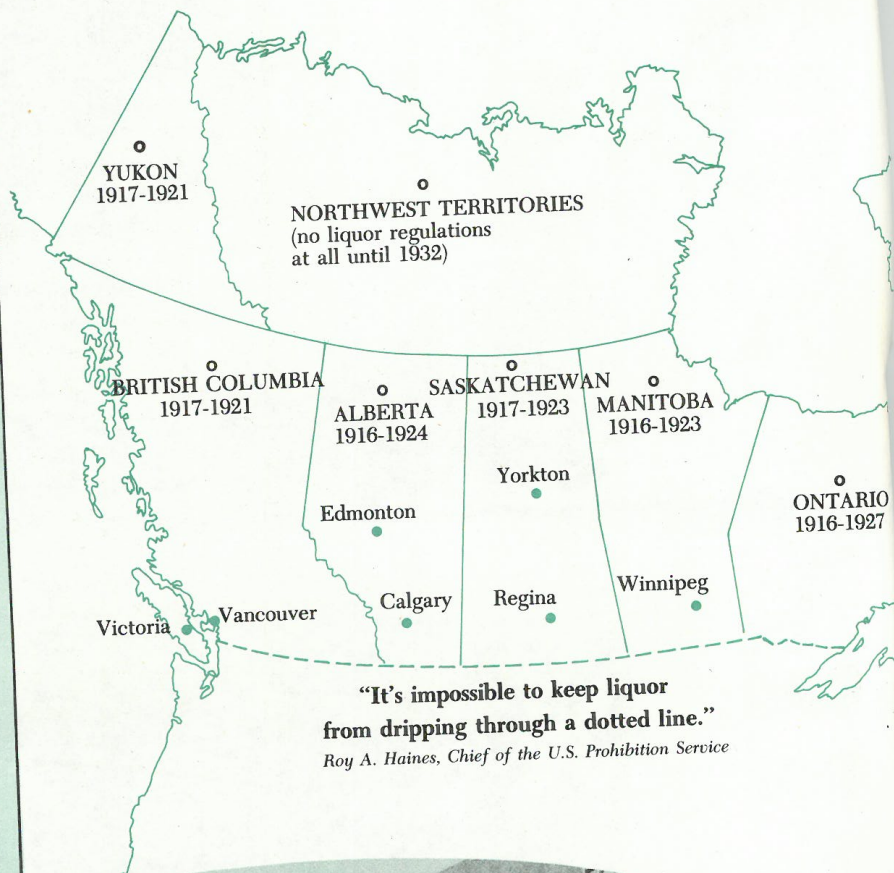 YUKON
1917-1921
NORTHWEST TERRITORIES
(no liquor regulations
at all until 1932)
BRITISH COLUMBIA
1917-1921
ALBERTA
1916-1924
SASKATCHEWAN
1917-1923
MANITOBA
1916-1923
ONTARIO
1916-1927
Yorkton
Edmonton
Calgary
Regina
Winnipeg
Victoria
Vancouver
“It's impossible to keep liquor
from dripping through a dotted line.”
Roy A. Haines, Chief of the U.S. Prohibition Service